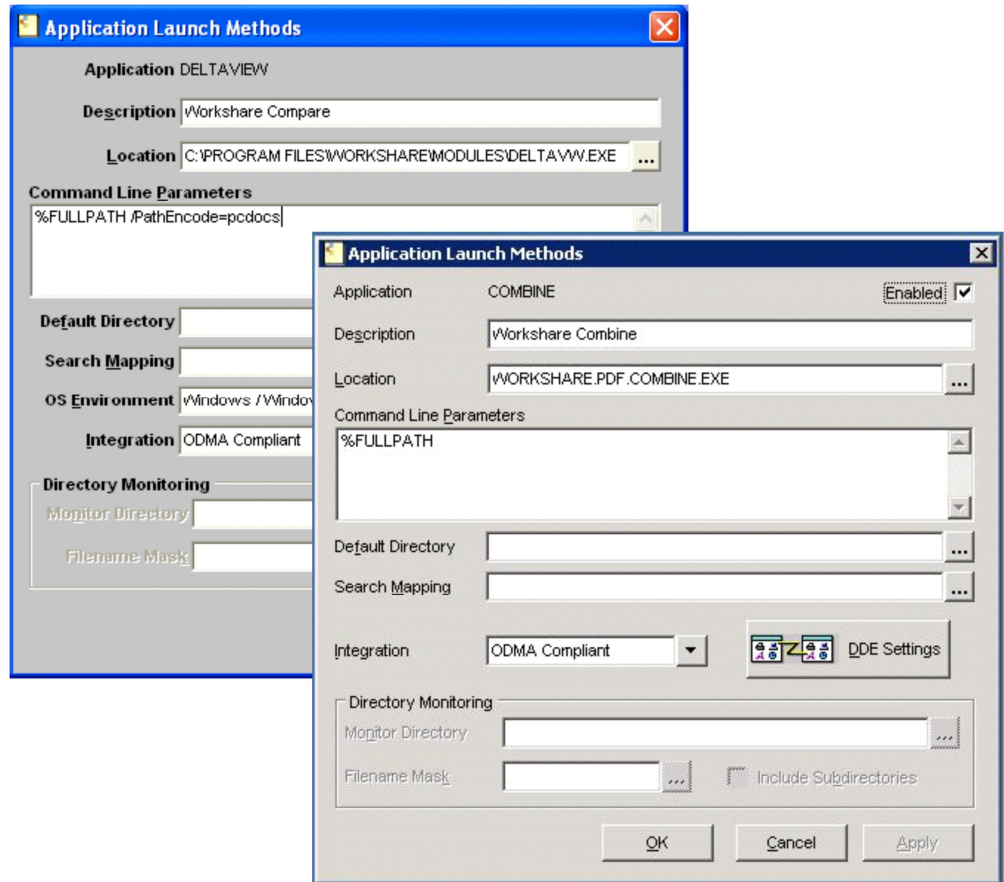 Application Launch Methods
Application DELTAVIEW
Description Workshare Compare
Location C:\PROGRAM FILES\WORKSHARE\MODULES\DELTAVW.EXE ...
Command Line Parameters
%FULLPATH /PathEncode=pcdocs
Default Directory
Search Mapping
OS Environment Windows / Window
Integration ODMA Compliant
Directory Monitoring
Monitor Directory
Filename Mask
Application Launch Methods
Application COMBINE Enabled
Description Workshare Combine
Location WORKSHARE.PDF.COMBINE.EXE ...
Command Line Parameters
%FULLPATH
Default Directory ...
Search Mapping ...
Integration ODMA Compliant DDE Settings
Directory Monitoring
Monitor Directory ...
Filename Mask ... Include Subdirectories
OK Cancel Apply